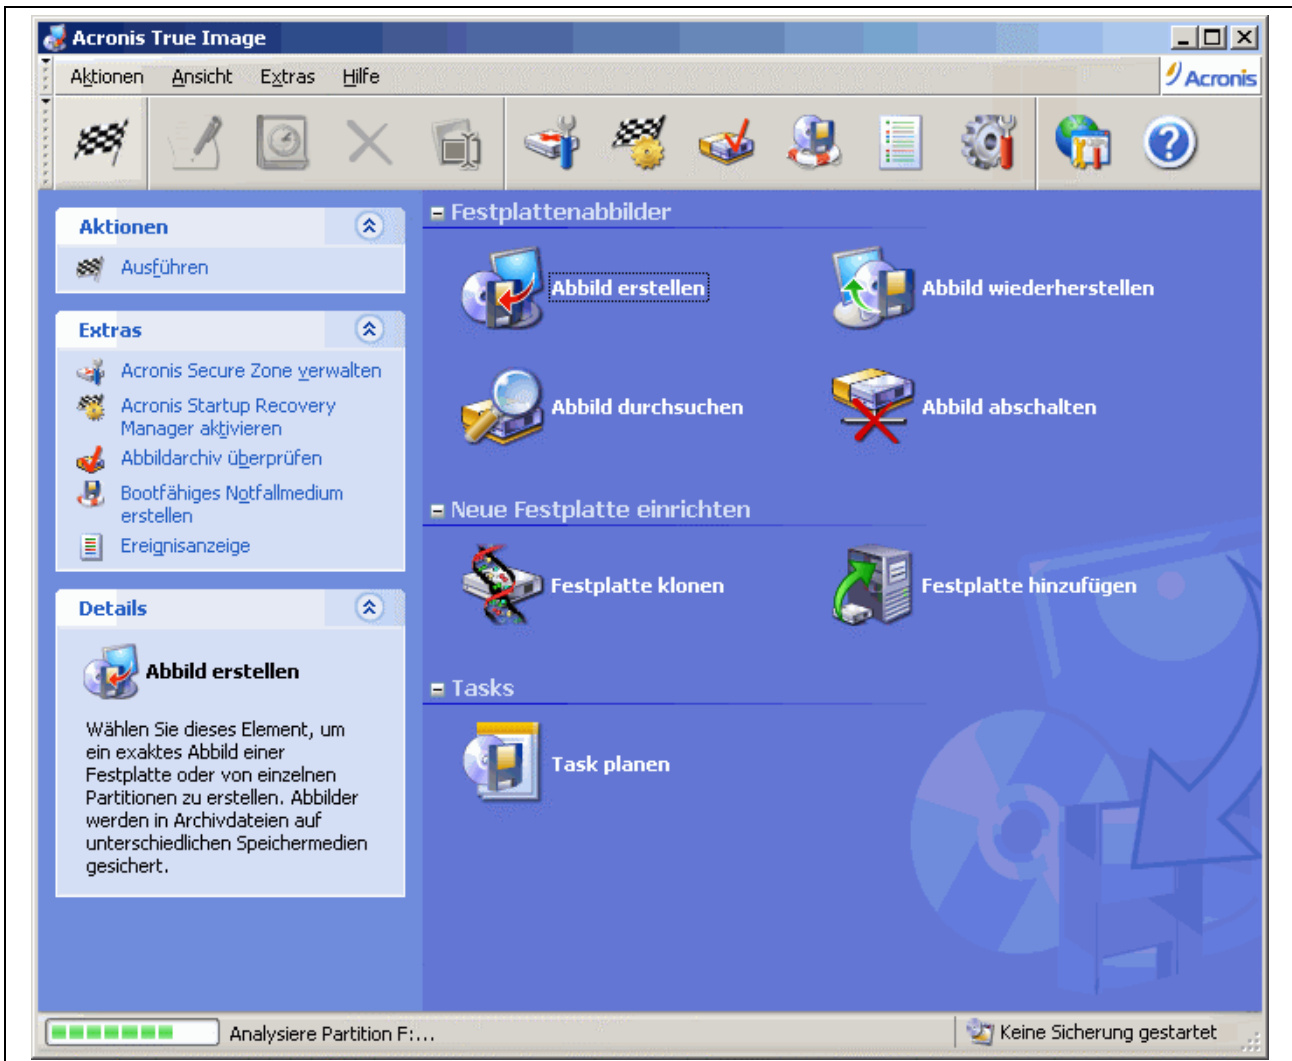 Acronis True Image
Aktionen Ansicht Extras Hilfe
Acronis
Aktionen
Ausführen
Extras
Acronis Secure Zone verwalten
Acronis Startup Recovery
Manager aktivieren
Abbildarchiv überprüfen
Bootfähiges Notfallmedium
erstellen
Ereignisanzeige
Details
Abbild erstellen
Wählen Sie dieses Element, um
ein exaktes Abbild einer
Festplatte oder von einzelnen
Partitionen zu erstellen. Abbilder
werden in Archivdateien auf
unterschiedlichen Speichermedien
gesichert.
Festplattenabbilder
Abbild erstellen
Abbild wiederherstellen
Abbild durchsuchen
Abbild abschalten
Neue Festplatte einrichten
Festplatte klonen
Festplatte hinzufügen
Tasks
Task planen
Analysiere Partition F:...
Keine Sicherung gestartet